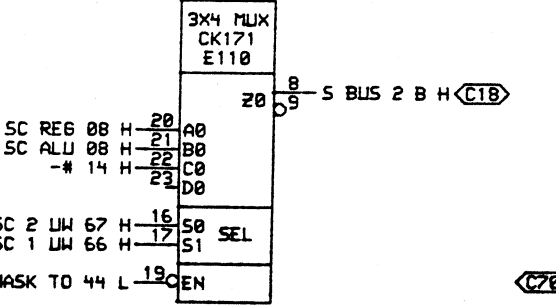 3X4 MUX
CK171
E110
8
Z0
9
S BUS 2 B H
C18
SC REG 08 H
20
A0
SC ALU 08 H
21
B0
-# 14 H
22
C0
23
D0
SC 2 UW 67 H
16
S0
SEL
SC 1 UW 66 H
17
S1
MASK TO 44 L
19
EN